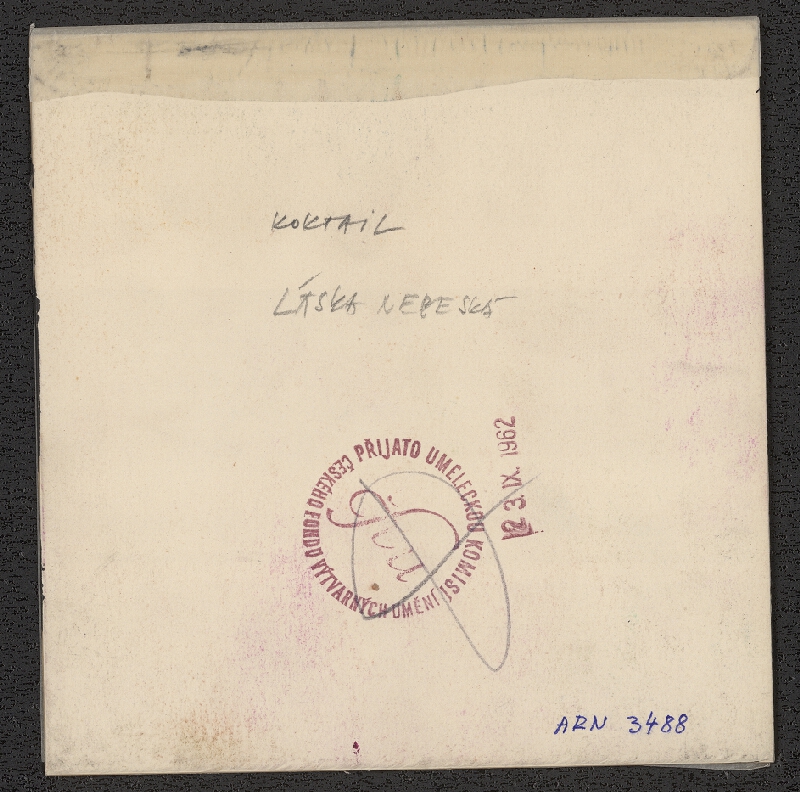 KOKTAIL
LÁSKA NEBESKÁ
PŘIJATO UMĚLECKOU KOMISÍ ČESKÉHO FONDU VÝTVARNÝCH UMĚNÍ
3. IX. 1962
ARN 3488